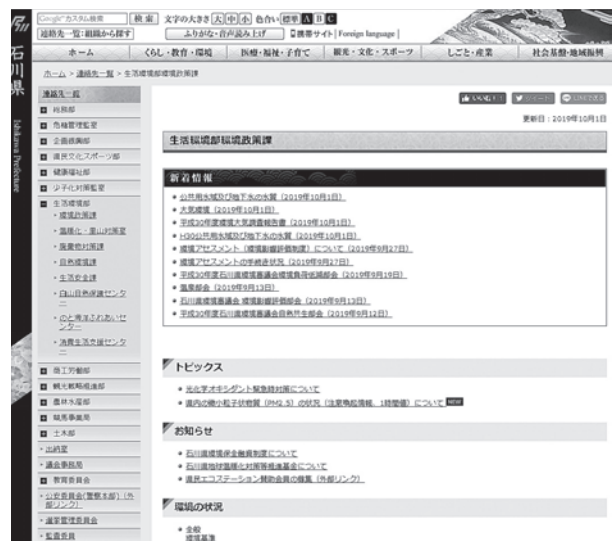 Google カスタム検索 検索 文字の大きさ 大 中 小 色合い 標準 A B C
連絡先一覧:組織から探す ふりがな・音声読み上げ 携帯サイト Foreign language
石川県
Ishikawa Prefecture
ホーム くらし・教育・環境 医療・福祉・子育て 観光・文化・スポーツ しごと・産業 社会基盤・地域振興
ホーム > 連絡先一覧 > 生活環境部環境政策課
連絡先一覧
総務部
危機管理監室
企画振興部
県民文化スポーツ部
健康福祉部
少子化対策監室
生活環境部
・環境政策課
・温暖化・里山対策室
・廃棄物対策課
・自然環境課
・生活安全課
・白山自然保護センター
・のと海洋ふれあいセンター
・消費生活支援センター
商工労働部
観光戦略推進部
農林水産部
競馬事業局
土木部
・出納室
・議会事務局
教育委員会
・公安委員会(警察本部)(外部リンク)
・選挙管理委員会
・監査委員
いいね! ツイート LINEで送る
更新日:2019年10月1日
生活環境部環境政策課
新着情報
公共用水域及び地下水の水質(2019年10月1日)
大気環境(2019年10月1日)
平成30年度環境大気調査報告書(2019年10月1日)
H30公共用水域及び地下水の水質(2019年10月1日)
環境アセスメント(環境影響評価制度)について(2019年9月27日)
環境アセスメントの手続き状況(2019年9月27日)
平成30年度石川県環境審議会環境負荷低減部会(2019年9月19日)
温泉部会(2019年9月13日)
石川県環境審議会 環境影響評価部会(2019年9月13日)
平成30年度石川県環境審議会自然共生部会(2019年9月12日)
トピックス
光化学オキシダント緊急時対策について
県内の微小粒子状物質(PM2.5)の状況(注意喚起情報、1時間値)について NEW
お知らせ
石川県環境保全融資制度について
石川県地球温暖化対策等推進基金について
県民エコステーション賛助会員の募集(外部リンク)
環境の状況
全般
環境基準